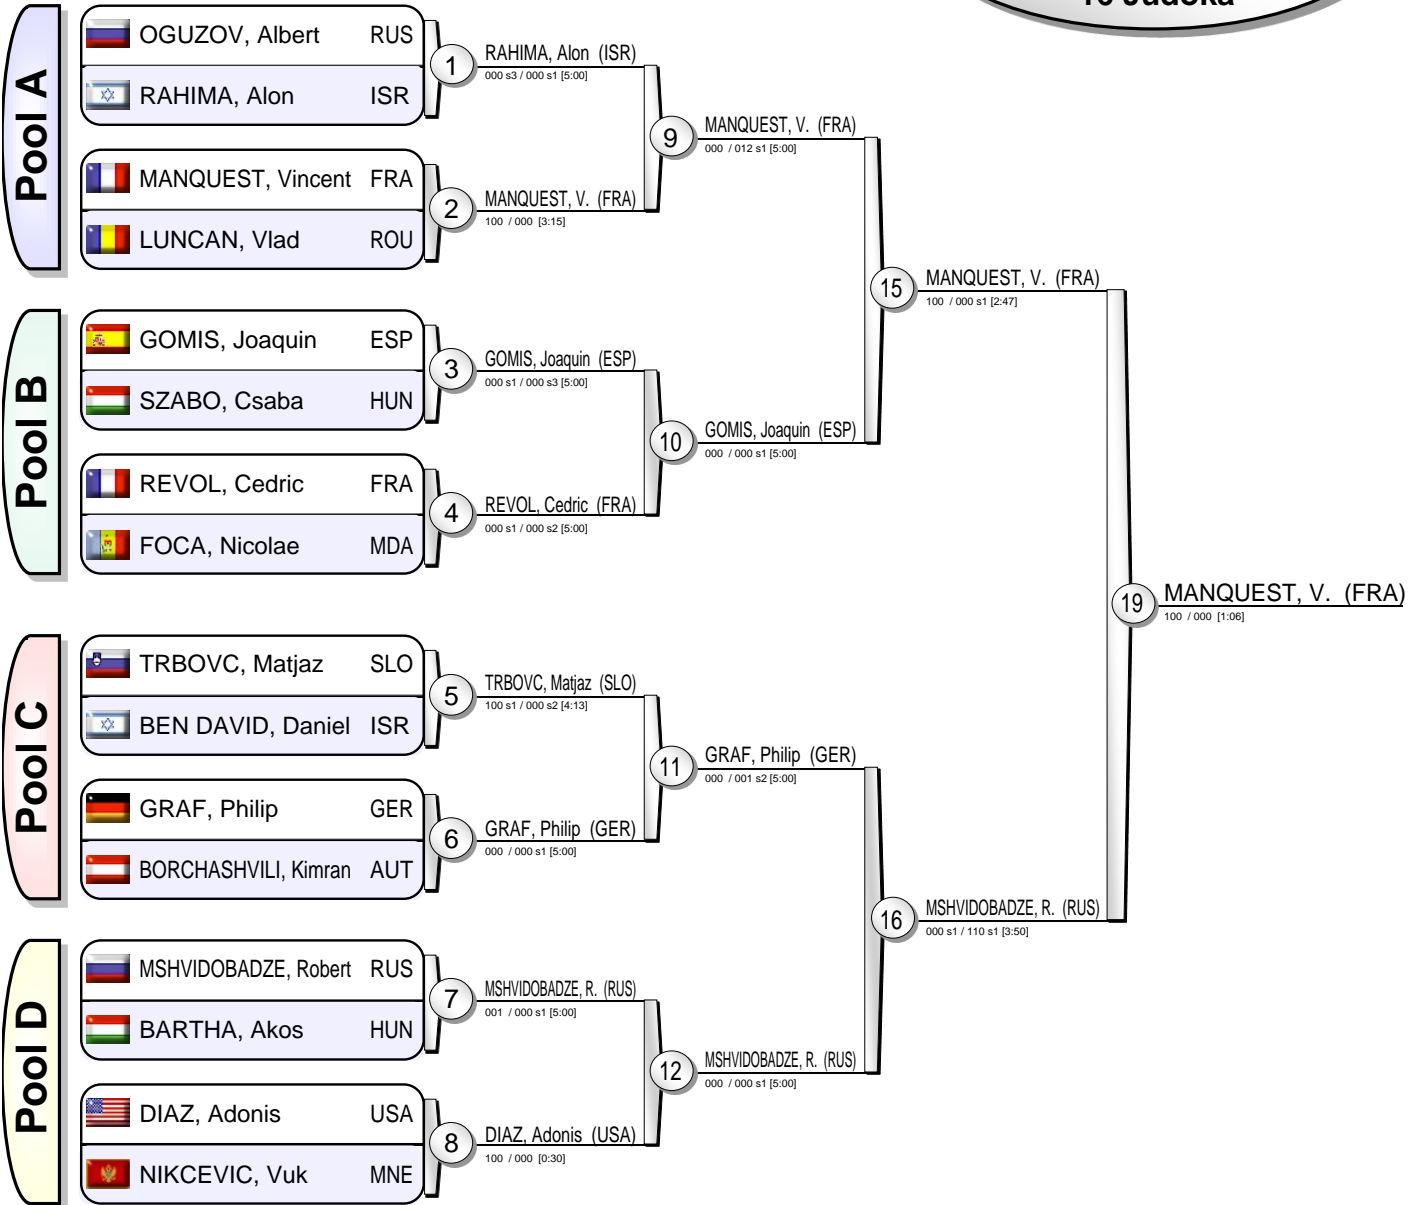 16 Judoka
Pool A
OGUZOV, Albert RUS
RAHIMA, Alon ISR
MANQUEST, Vincent FRA
LUNCAN, Vlad ROU
Pool B
GOMIS, Joaquin ESP
SZABO, Csaba HUN
REVOL, Cedric FRA
FOCA, Nicolae MDA
Pool C
TRBOVC, Matjaz SLO
BEN DAVID, Daniel ISR
GRAF, Philip GER
BORCHASHVILI, Kimran AUT
Pool D
MSHVIDOBADZE, Robert RUS
BARTHA, Akos HUN
DIAZ, Adonis USA
NIKCEVIC, Vuk MNE
1
RAHIMA, Alon (ISR)
000 s3 / 000 s1 [5:00]
2
MANQUEST, V. (FRA)
100 / 000 [3:15]
3
GOMIS, Joaquin (ESP)
000 s1 / 000 s3 [5:00]
4
REVOL, Cedric (FRA)
000 s1 / 000 s2 [5:00]
5
TRBOVC, Matjaz (SLO)
100 s1 / 000 s2 [4:13]
6
GRAF, Philip (GER)
000 / 000 s1 [5:00]
7
MSHVIDOBADZE, R. (RUS)
001 / 000 s1 [5:00]
8
DIAZ, Adonis (USA)
100 / 000 [0:30]
9
MANQUEST, V. (FRA)
000 / 012 s1 [5:00]
10
GOMIS, Joaquin (ESP)
000 / 000 s1 [5:00]
11
GRAF, Philip (GER)
000 / 001 s2 [5:00]
12
MSHVIDOBADZE, R. (RUS)
000 / 000 s1 [5:00]
15
MANQUEST, V. (FRA)
100 / 000 s1 [2:47]
16
MSHVIDOBADZE, R. (RUS)
000 s1 / 110 s1 [3:50]
19
MANQUEST, V. (FRA)
100 / 000 [1:06]